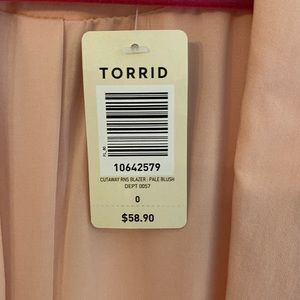 TORRID
10642579
CUTAWAY RNS BLAZER : PALE BLUSH
DEPT 0057
0
$58.90